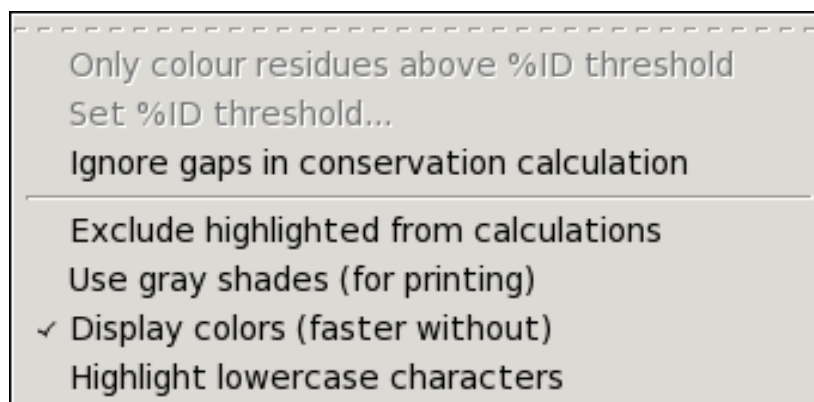 Only colour residues above %ID threshold
Set %ID threshold...
Ignore gaps in conservation calculation
Exclude highlighted from calculations
Use gray shades (for printing)
Display colors (faster without)
Highlight lowercase characters